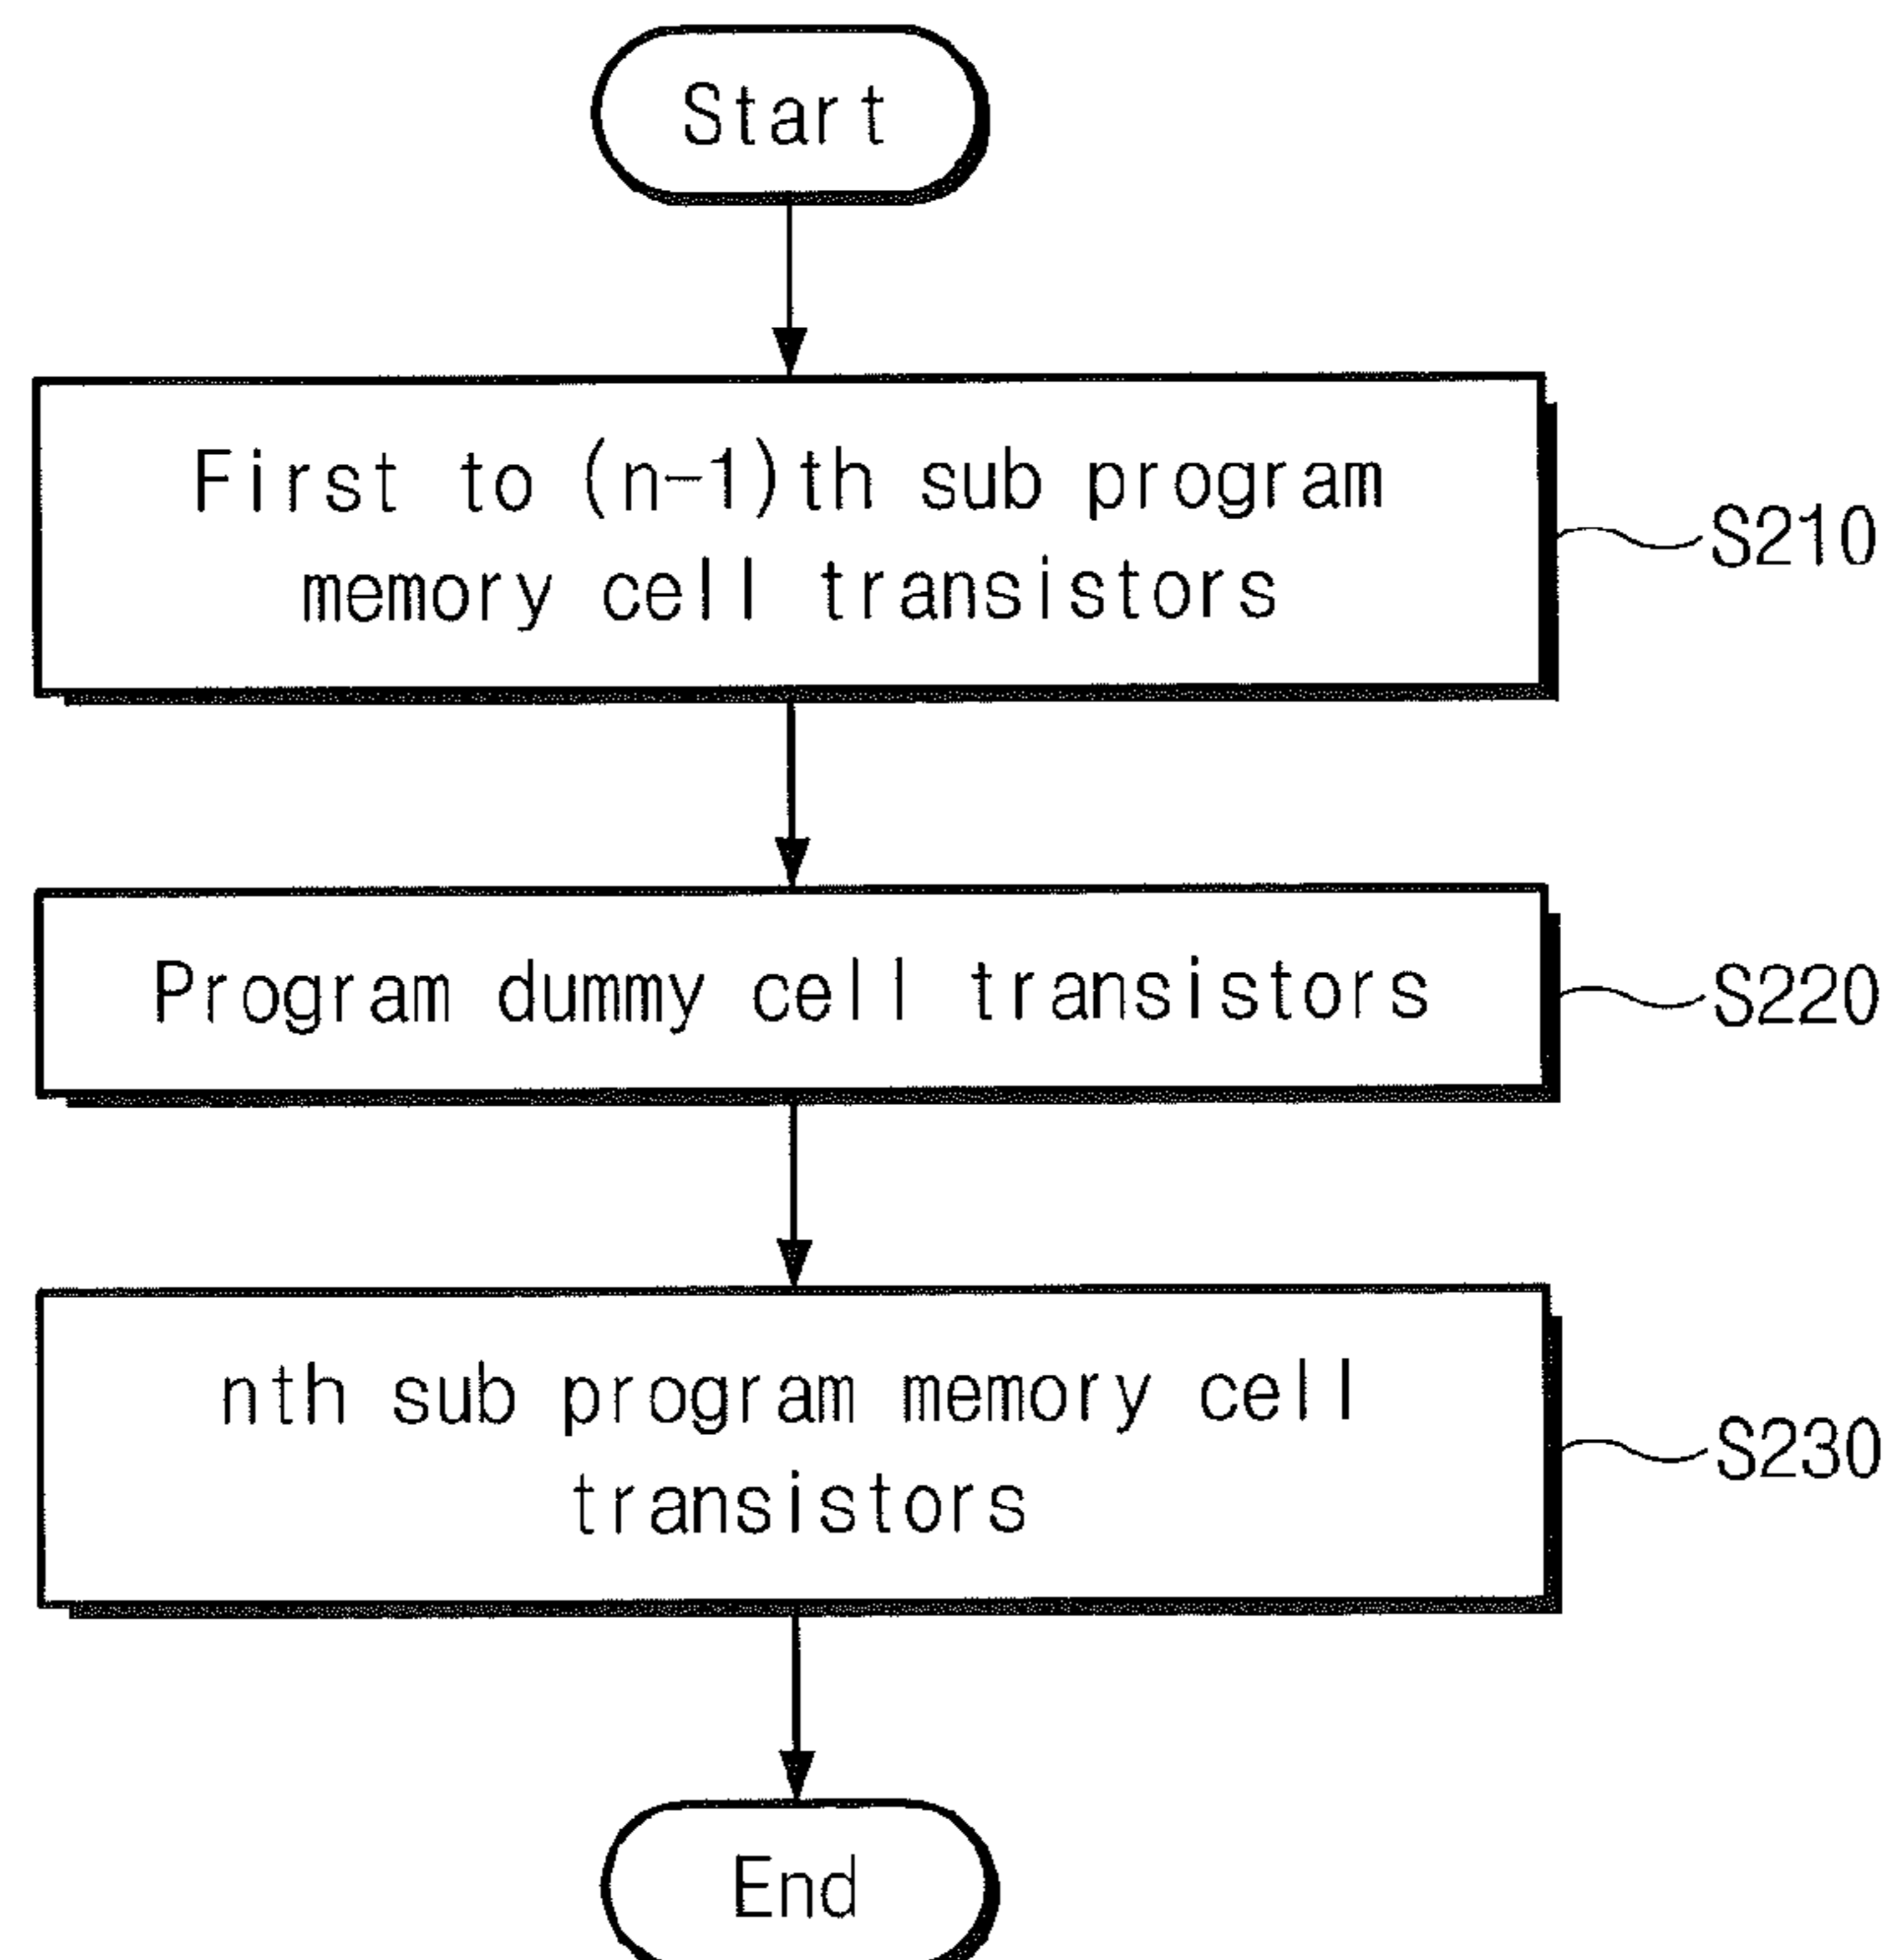 Start
First to (n-1)th sub program
memory cell transistors
S210
Program dummy cell transistors
S220
nth sub program memory cell
transistors
S230
End